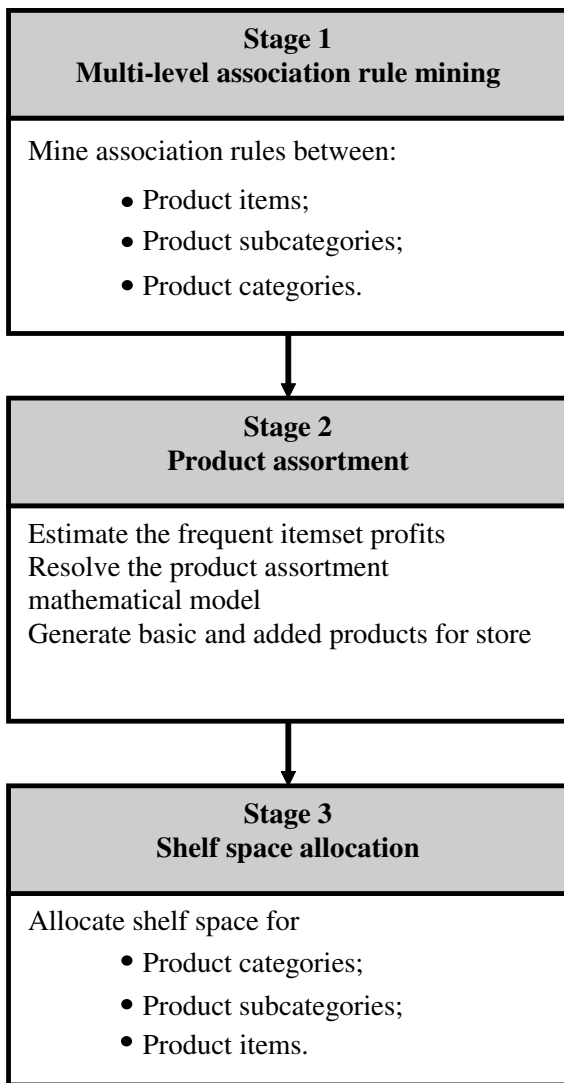 Stage 1
Multi-level association rule mining
Mine association rules between:
• Product items;
• Product subcategories;
• Product categories.
Stage 2
Product assortment
Estimate the frequent itemset profits
Resolve the product assortment
mathematical model
Generate basic and added products for store
Stage 3
Shelf space allocation
Allocate shelf space for
• Product categories;
• Product subcategories;
• Product items.